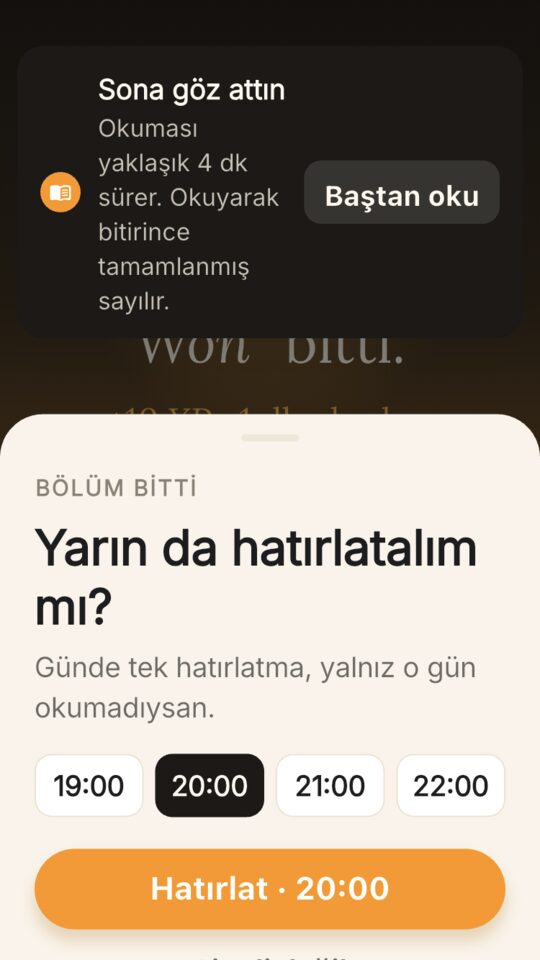 Sona göz attın
Okuması
yaklaşık 4 dk
sürer. Okuyarak
bitirince
tamamlanmış
sayılır.
Baştan oku
Won bitti.
BÖLÜM BİTTİ
Yarın da hatırlatalım
mı?
Günde tek hatırlatma, yalnız o gün
okumadıysan.
19:00
20:00
21:00
22:00
Hatırlat · 20:00